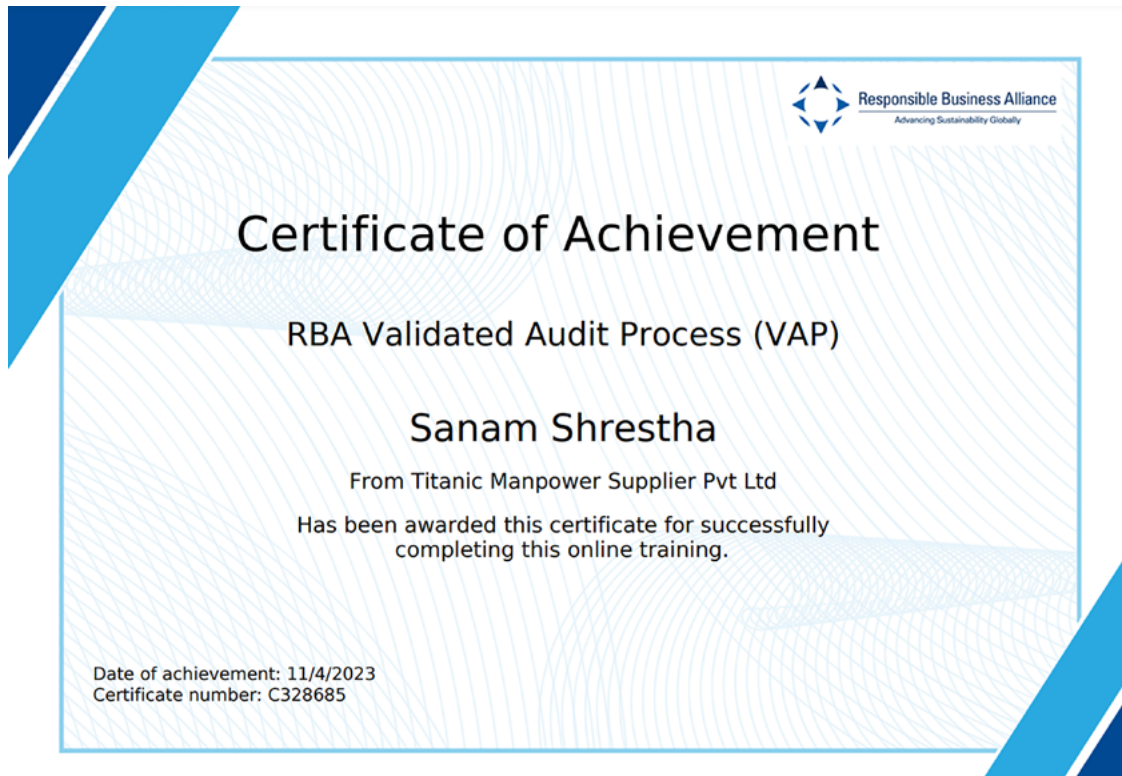 Responsible Business Alliance
Advancing Sustainability Globally
Certificate of Achievement
RBA Validated Audit Process (VAP)
Sanam Shrestha
From Titanic Manpower Supplier Pvt Ltd
Has been awarded this certificate for successfully
completing this online training.
Date of achievement: 11/4/2023
Certificate number: C328685